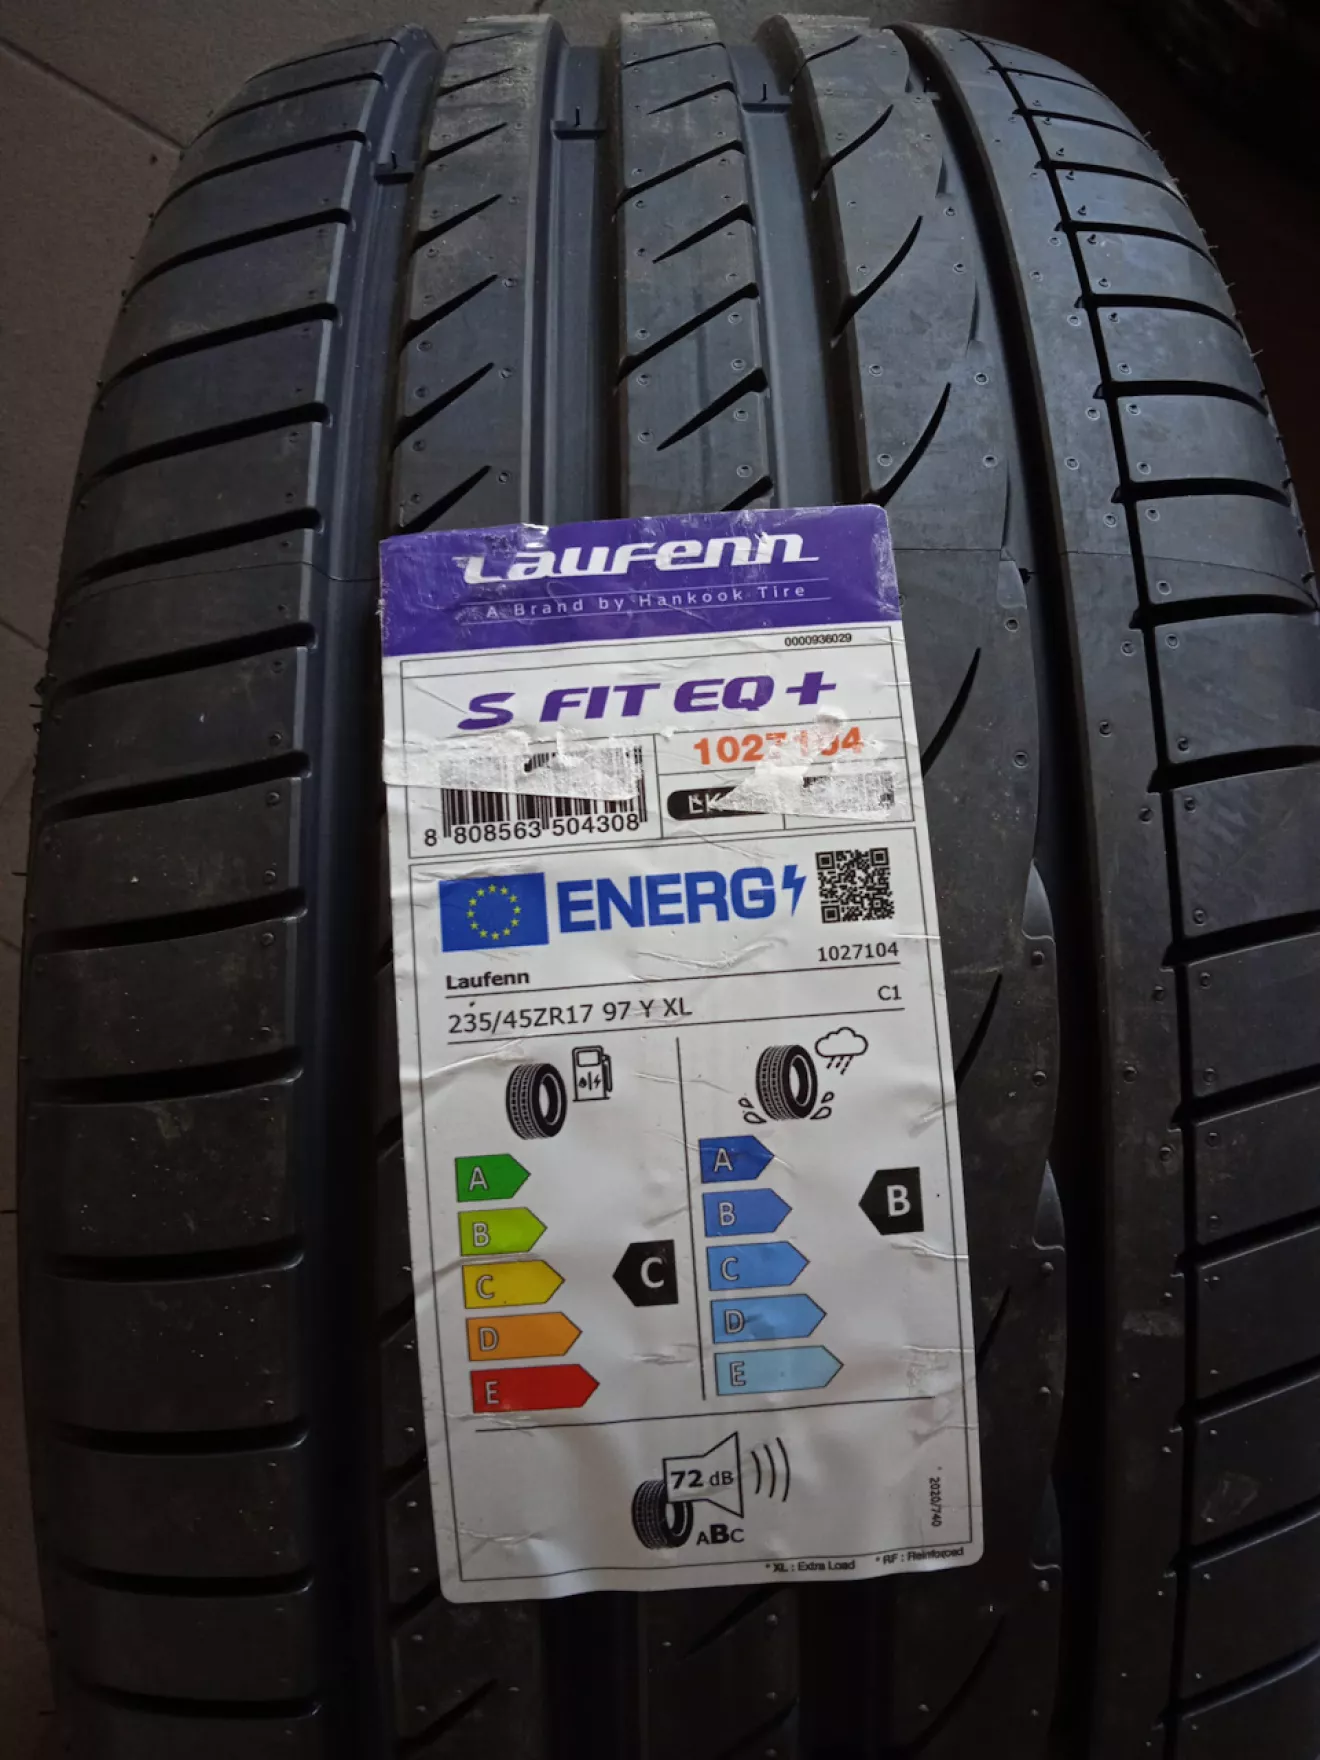 Laufenn
A Brand by Hankook Tire
0000936029
S FIT EQ+
1027104
8 808563 504308
ENERG
1027104
Laufenn
235/45ZR17 97 Y XL
C1
A
B
C
D
E
C
A
B
C
D
E
B
72 dB
ABC
2020/740
* XL : Extra Load * RF : Reinforced